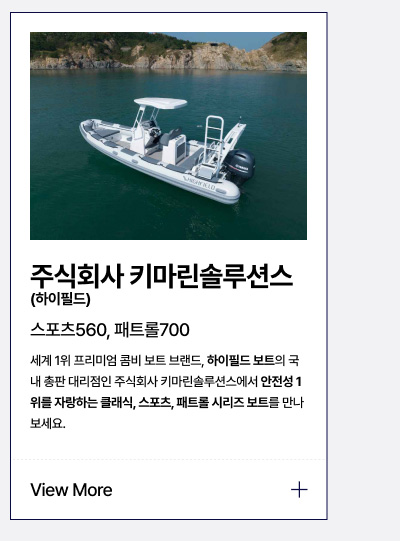 HIGHFIELD
주식회사 키마린솔루션스
(하이필드)
스포츠560, 패트롤700
세계 1위 프리미엄 콤비 보트 브랜드, 하이필드 보트의 국
내 총판 대리점인 주식회사 키마린솔루션스에서 안전성 1
위를 자랑하는 클래식, 스포츠, 패트롤 시리즈 보트를 만나
보세요.
View More